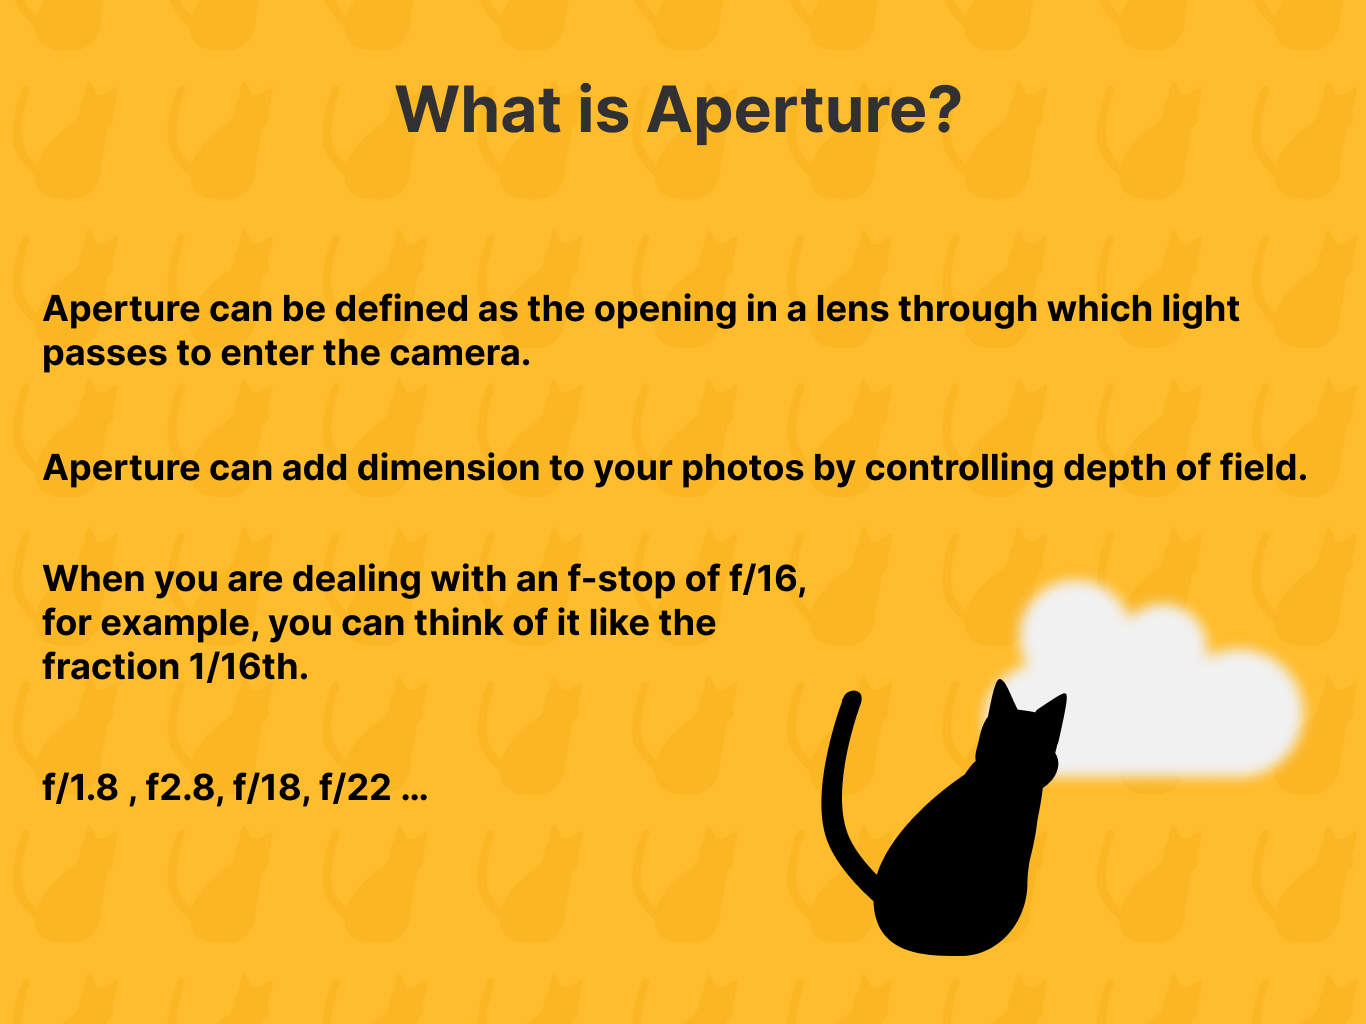 What is Aperture?
Aperture can be defined as the opening in a lens through which light
passes to enter the camera.
Aperture can add dimension to your photos by controlling depth of field.
When you are dealing with an f-stop of f/16,
for example, you can think of it like the
fraction 1/16th.
f/1.8 , f2.8, f/18, f/22 ...